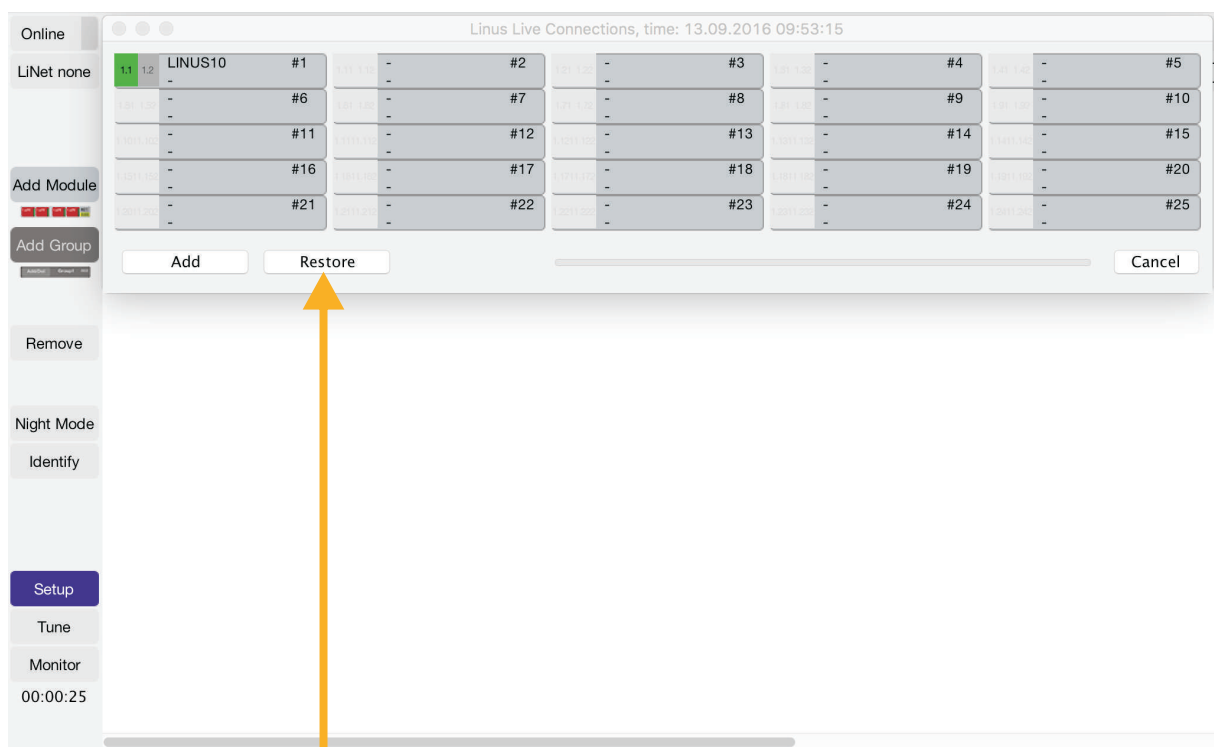 Linus Live Connections, time: 13.09.2016 09:53:15
Online
LiNet none
Add Module
Add Group
Remove
Night Mode
Identify
Setup
Tune
Monitor
00:00:25
1.1 1.2 LINUS10 #1 - #2 - #3 - #4 - #5
- - - - -
- #6 - #7 - #8 - #9 - #10
- - - - -
- #11 - #12 - #13 - #14 - #15
- - - - -
- #16 - #17 - #18 - #19 - #20
- - - - -
- #21 - #22 - #23 - #24 - #25
- - - - -
Add Restore Cancel